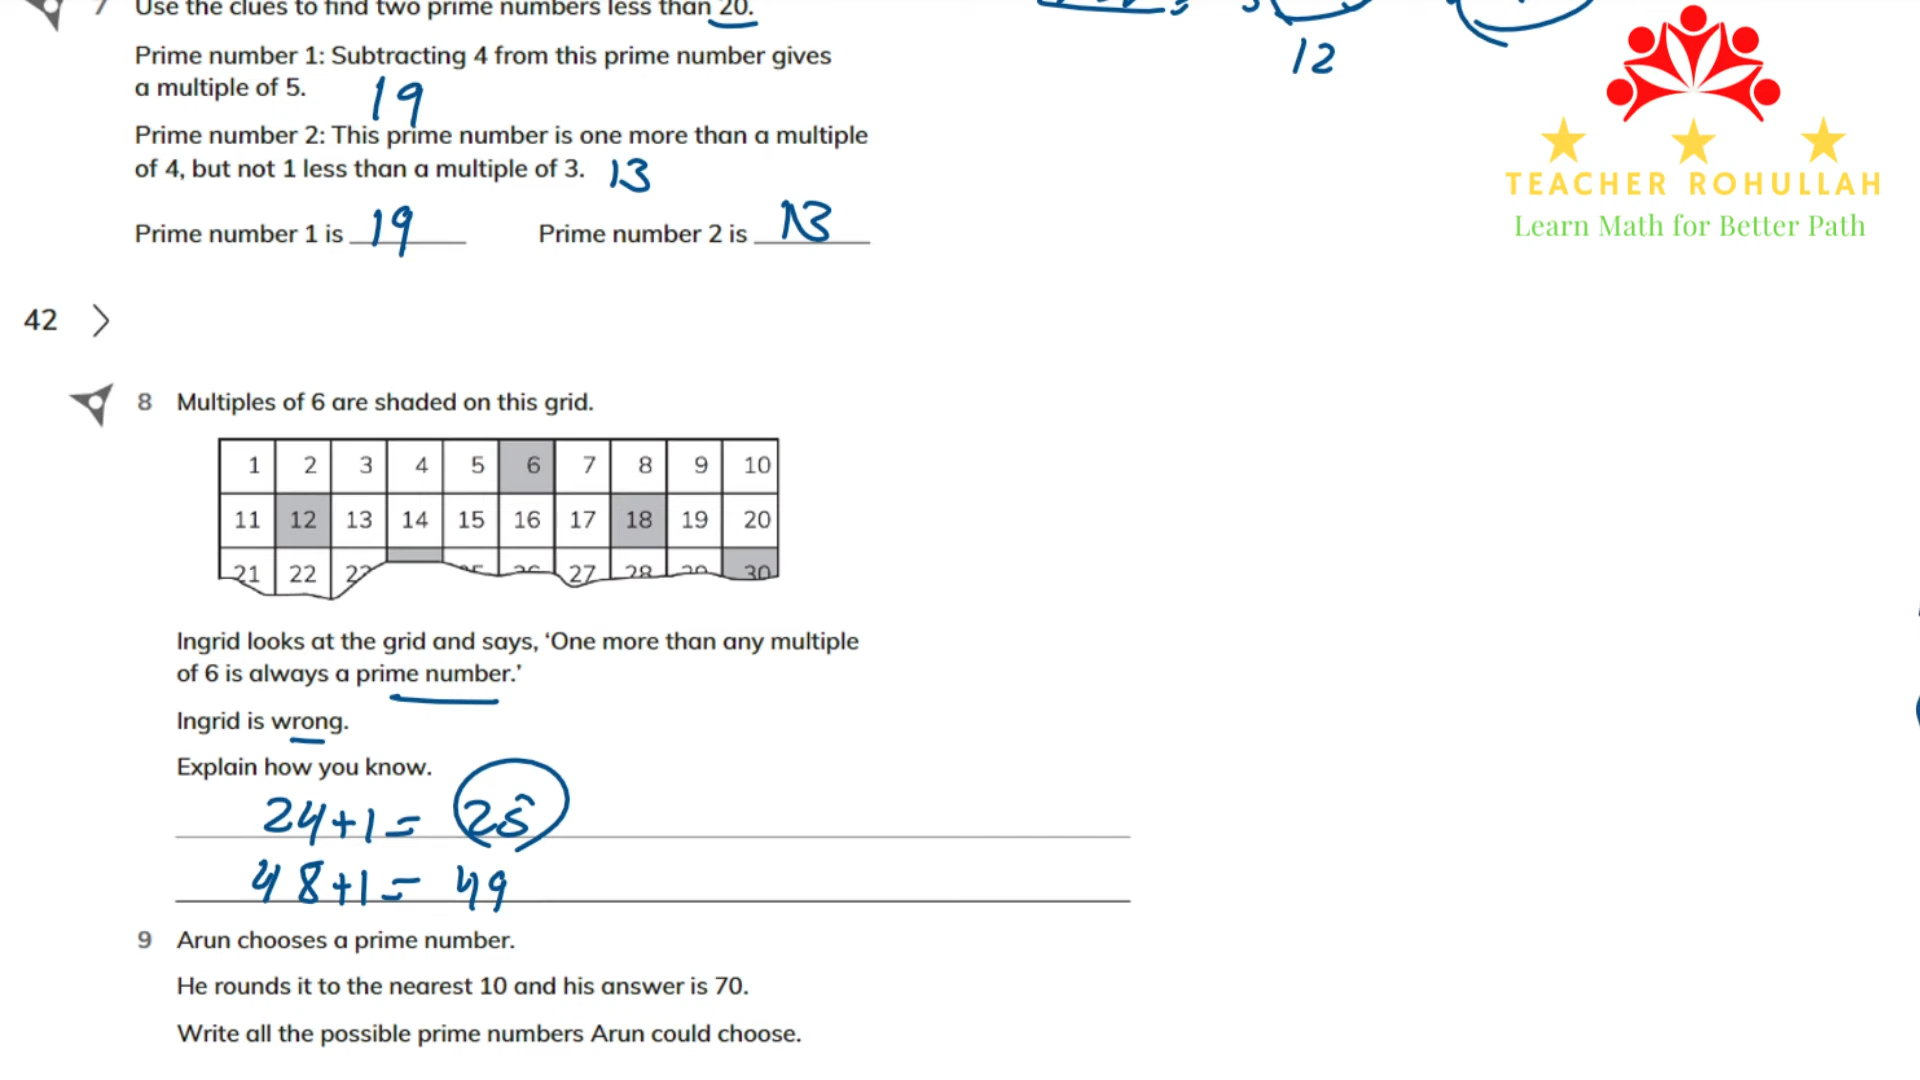 7 Use the clues to find two prime numbers less than 20.
12
Prime number 1: Subtracting 4 from this prime number gives
a multiple of 5.
19
Prime number 2: This prime number is one more than a multiple
of 4, but not 1 less than a multiple of 3. 13
Prime number 1 is 19 Prime number 2 is 13
TEACHER ROHULLAH
Learn Math for Better Path
42
8 Multiples of 6 are shaded on this grid.
1 2 3 4 5 6 7 8 9 10
11 12 13 14 15 16 17 18 19 20
21 22 23 25 26 27 28 29 30
Ingrid looks at the grid and says, ‘One more than any multiple
of 6 is always a prime number.’
Ingrid is wrong.
Explain how you know.
24+1= 25
48+1= 49
9 Arun chooses a prime number.
He rounds it to the nearest 10 and his answer is 70.
Write all the possible prime numbers Arun could choose.